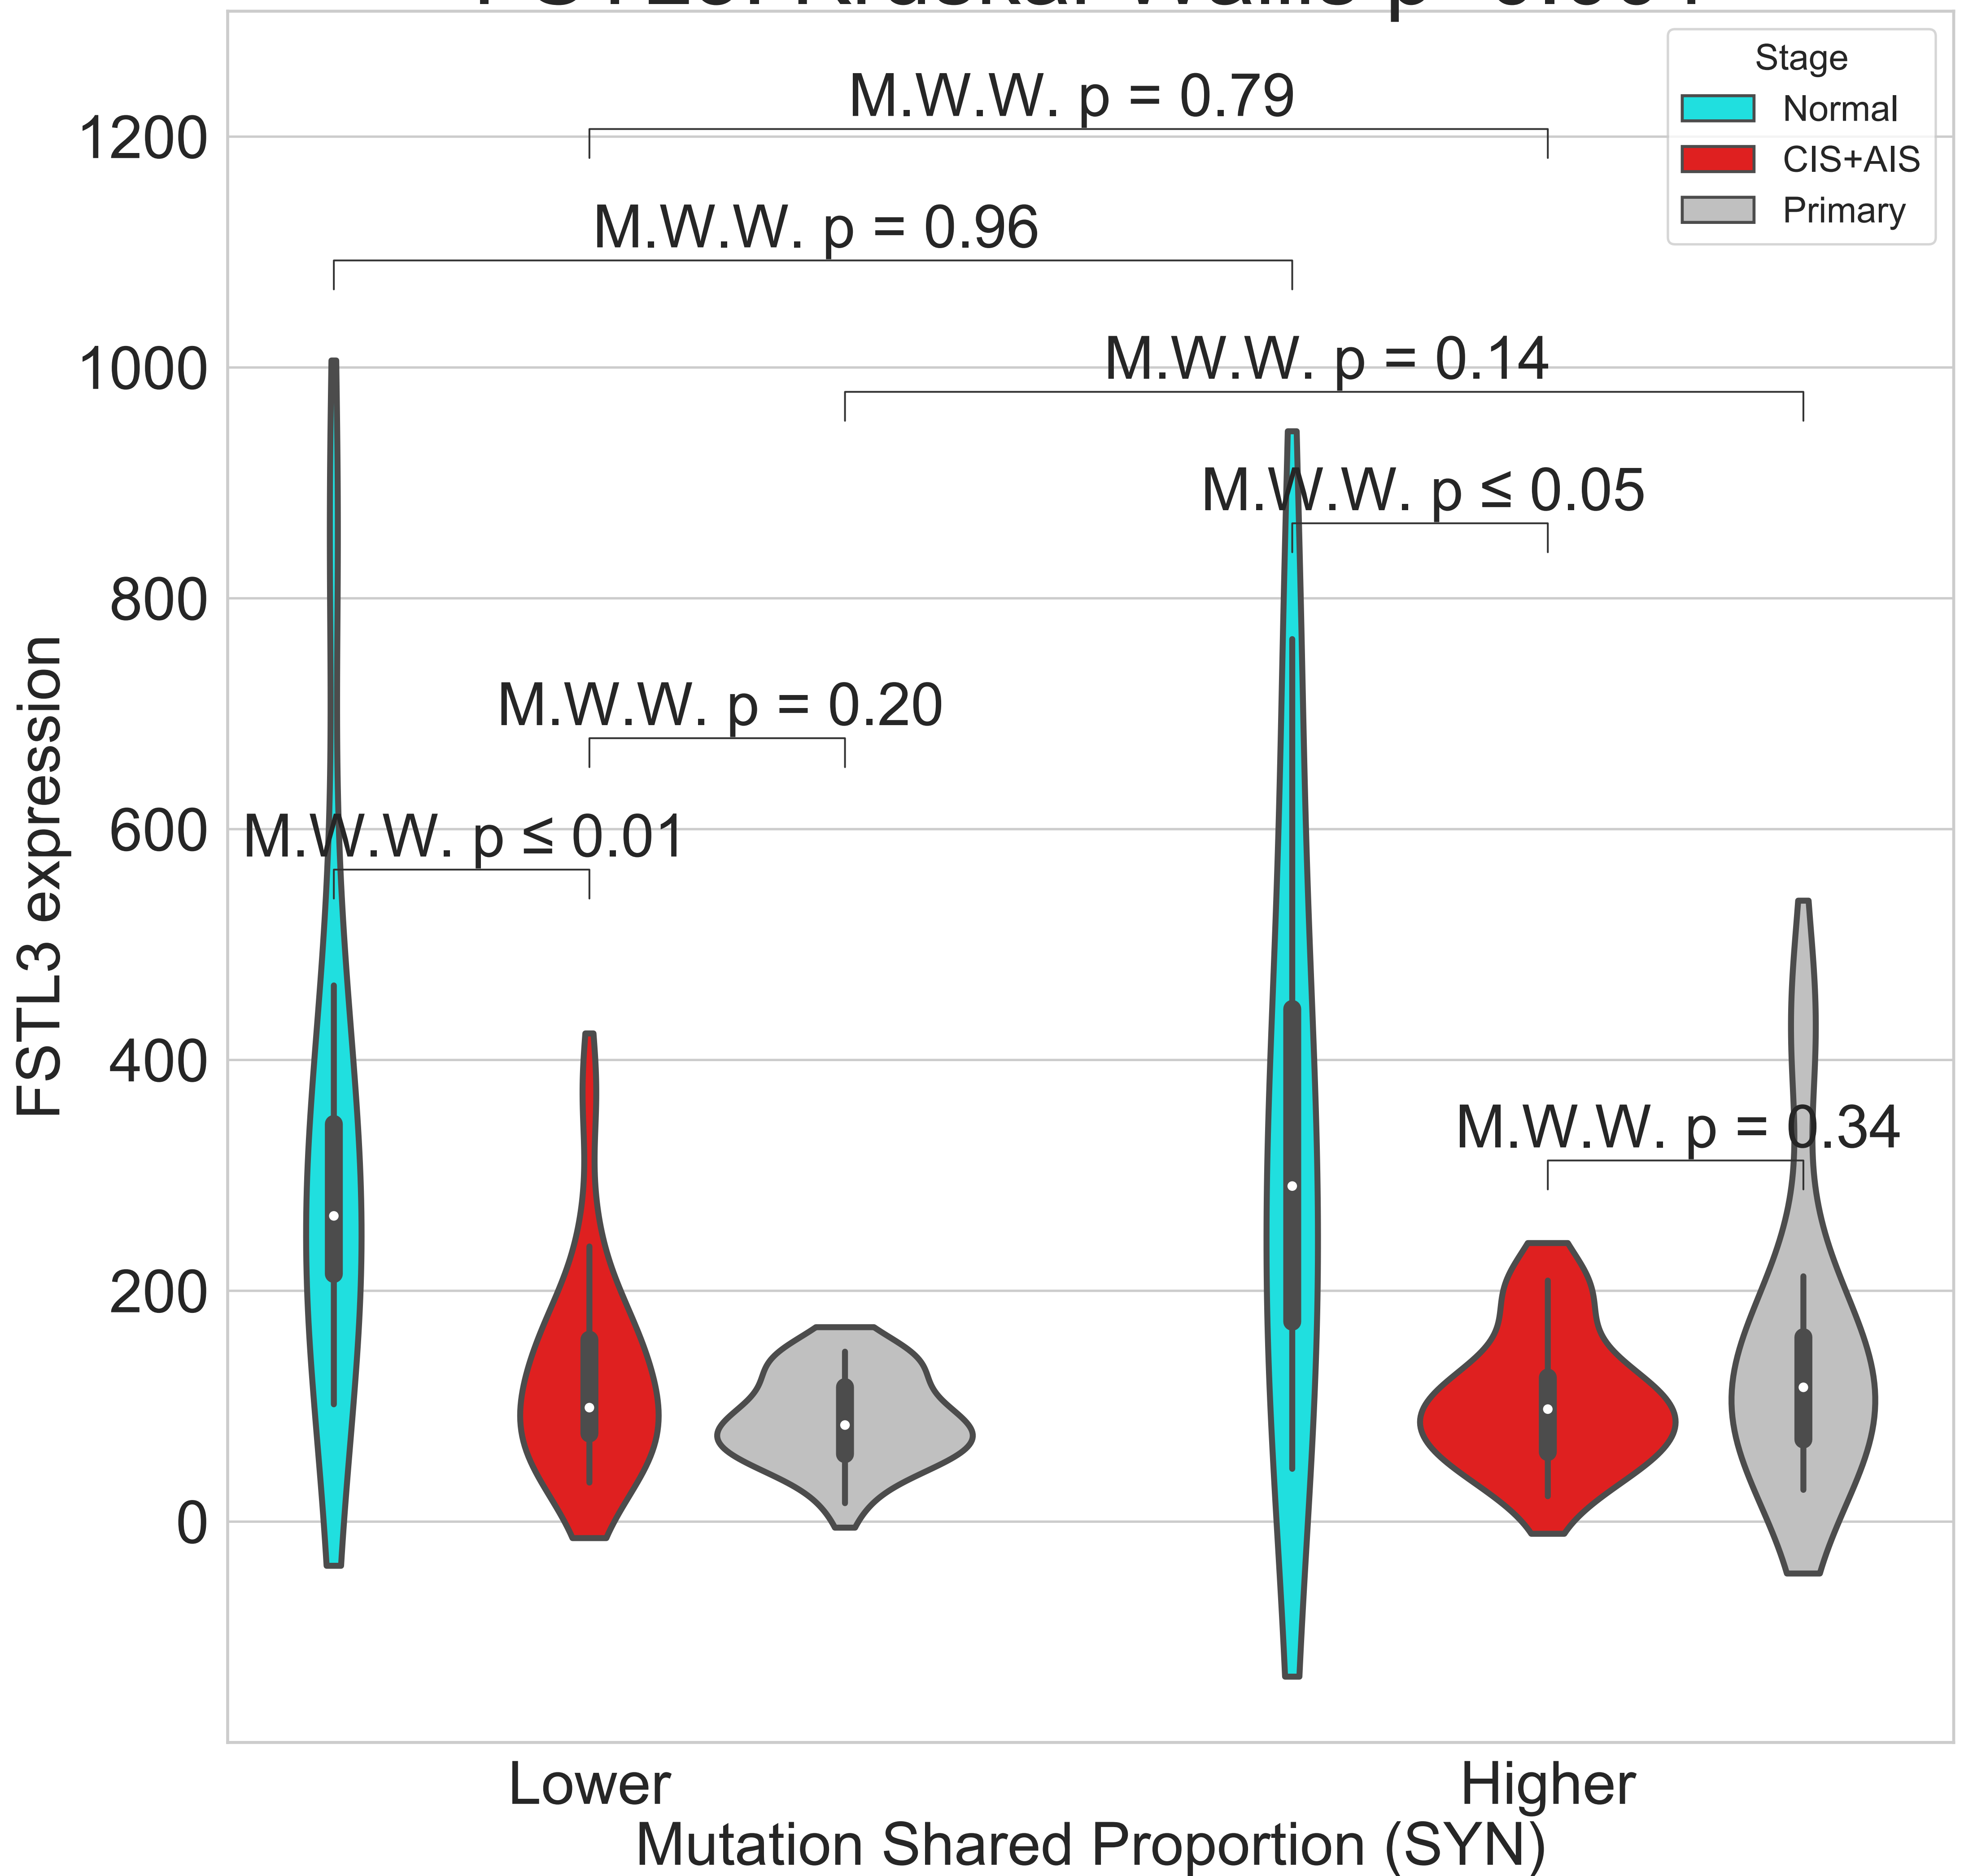 Stage
Normal
CIS+AIS
Primary
M.W.W. p = 0.79
M.W.W. p = 0.96
M.W.W. p = 0.14
M.W.W. p ≤ 0.05
M.W.W. p = 0.20
M.W.W. p ≤ 0.01
M.W.W. p = 0.34
1200
1000
800
600
400
200
0
FSTL3 expression
Lower
Higher
Mutation Shared Proportion (SYN)